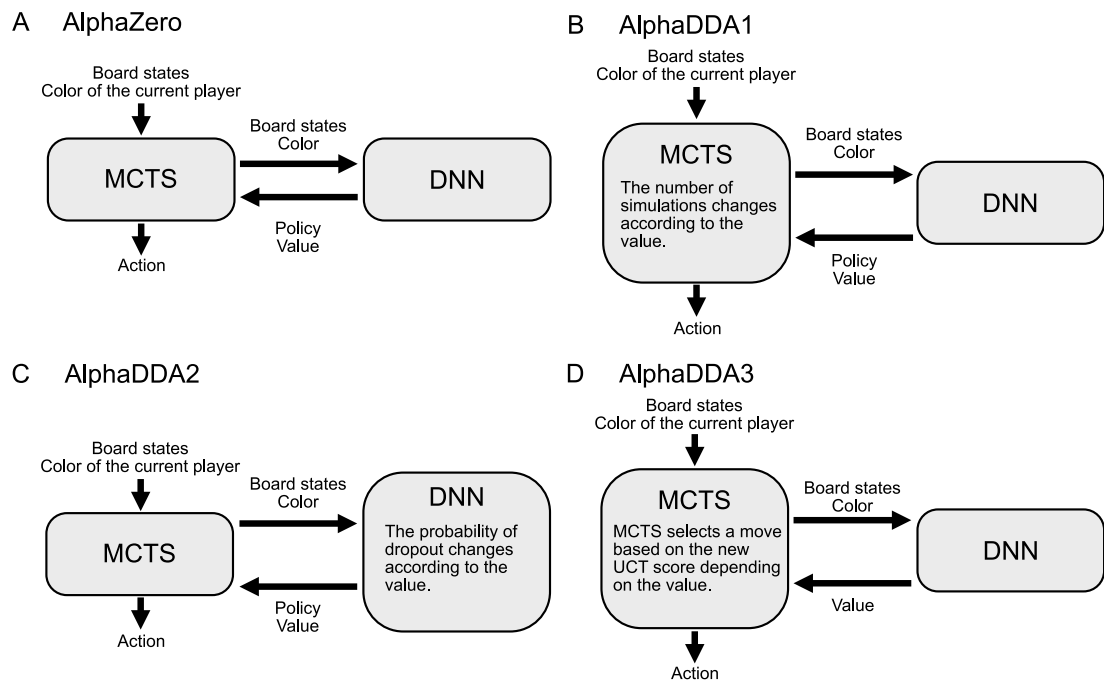 A AlphaZero
Board states
Color of the current player
MCTS
Board states
Color
DNN
Policy
Value
Action
B AlphaDDA1
Board states
Color of the current player
MCTS
The number of
simulations changes
according to the
value.
Board states
Color
DNN
Policy
Value
Action
C AlphaDDA2
Board states
Color of the current player
MCTS
Board states
Color
DNN
The probability of
dropout changes
according to the
value.
Policy
Value
Action
D AlphaDDA3
Board states
Color of the current player
MCTS
MCTS selects a move
based on the new
UCT score depending
on the value.
Board states
Color
DNN
Value
Action